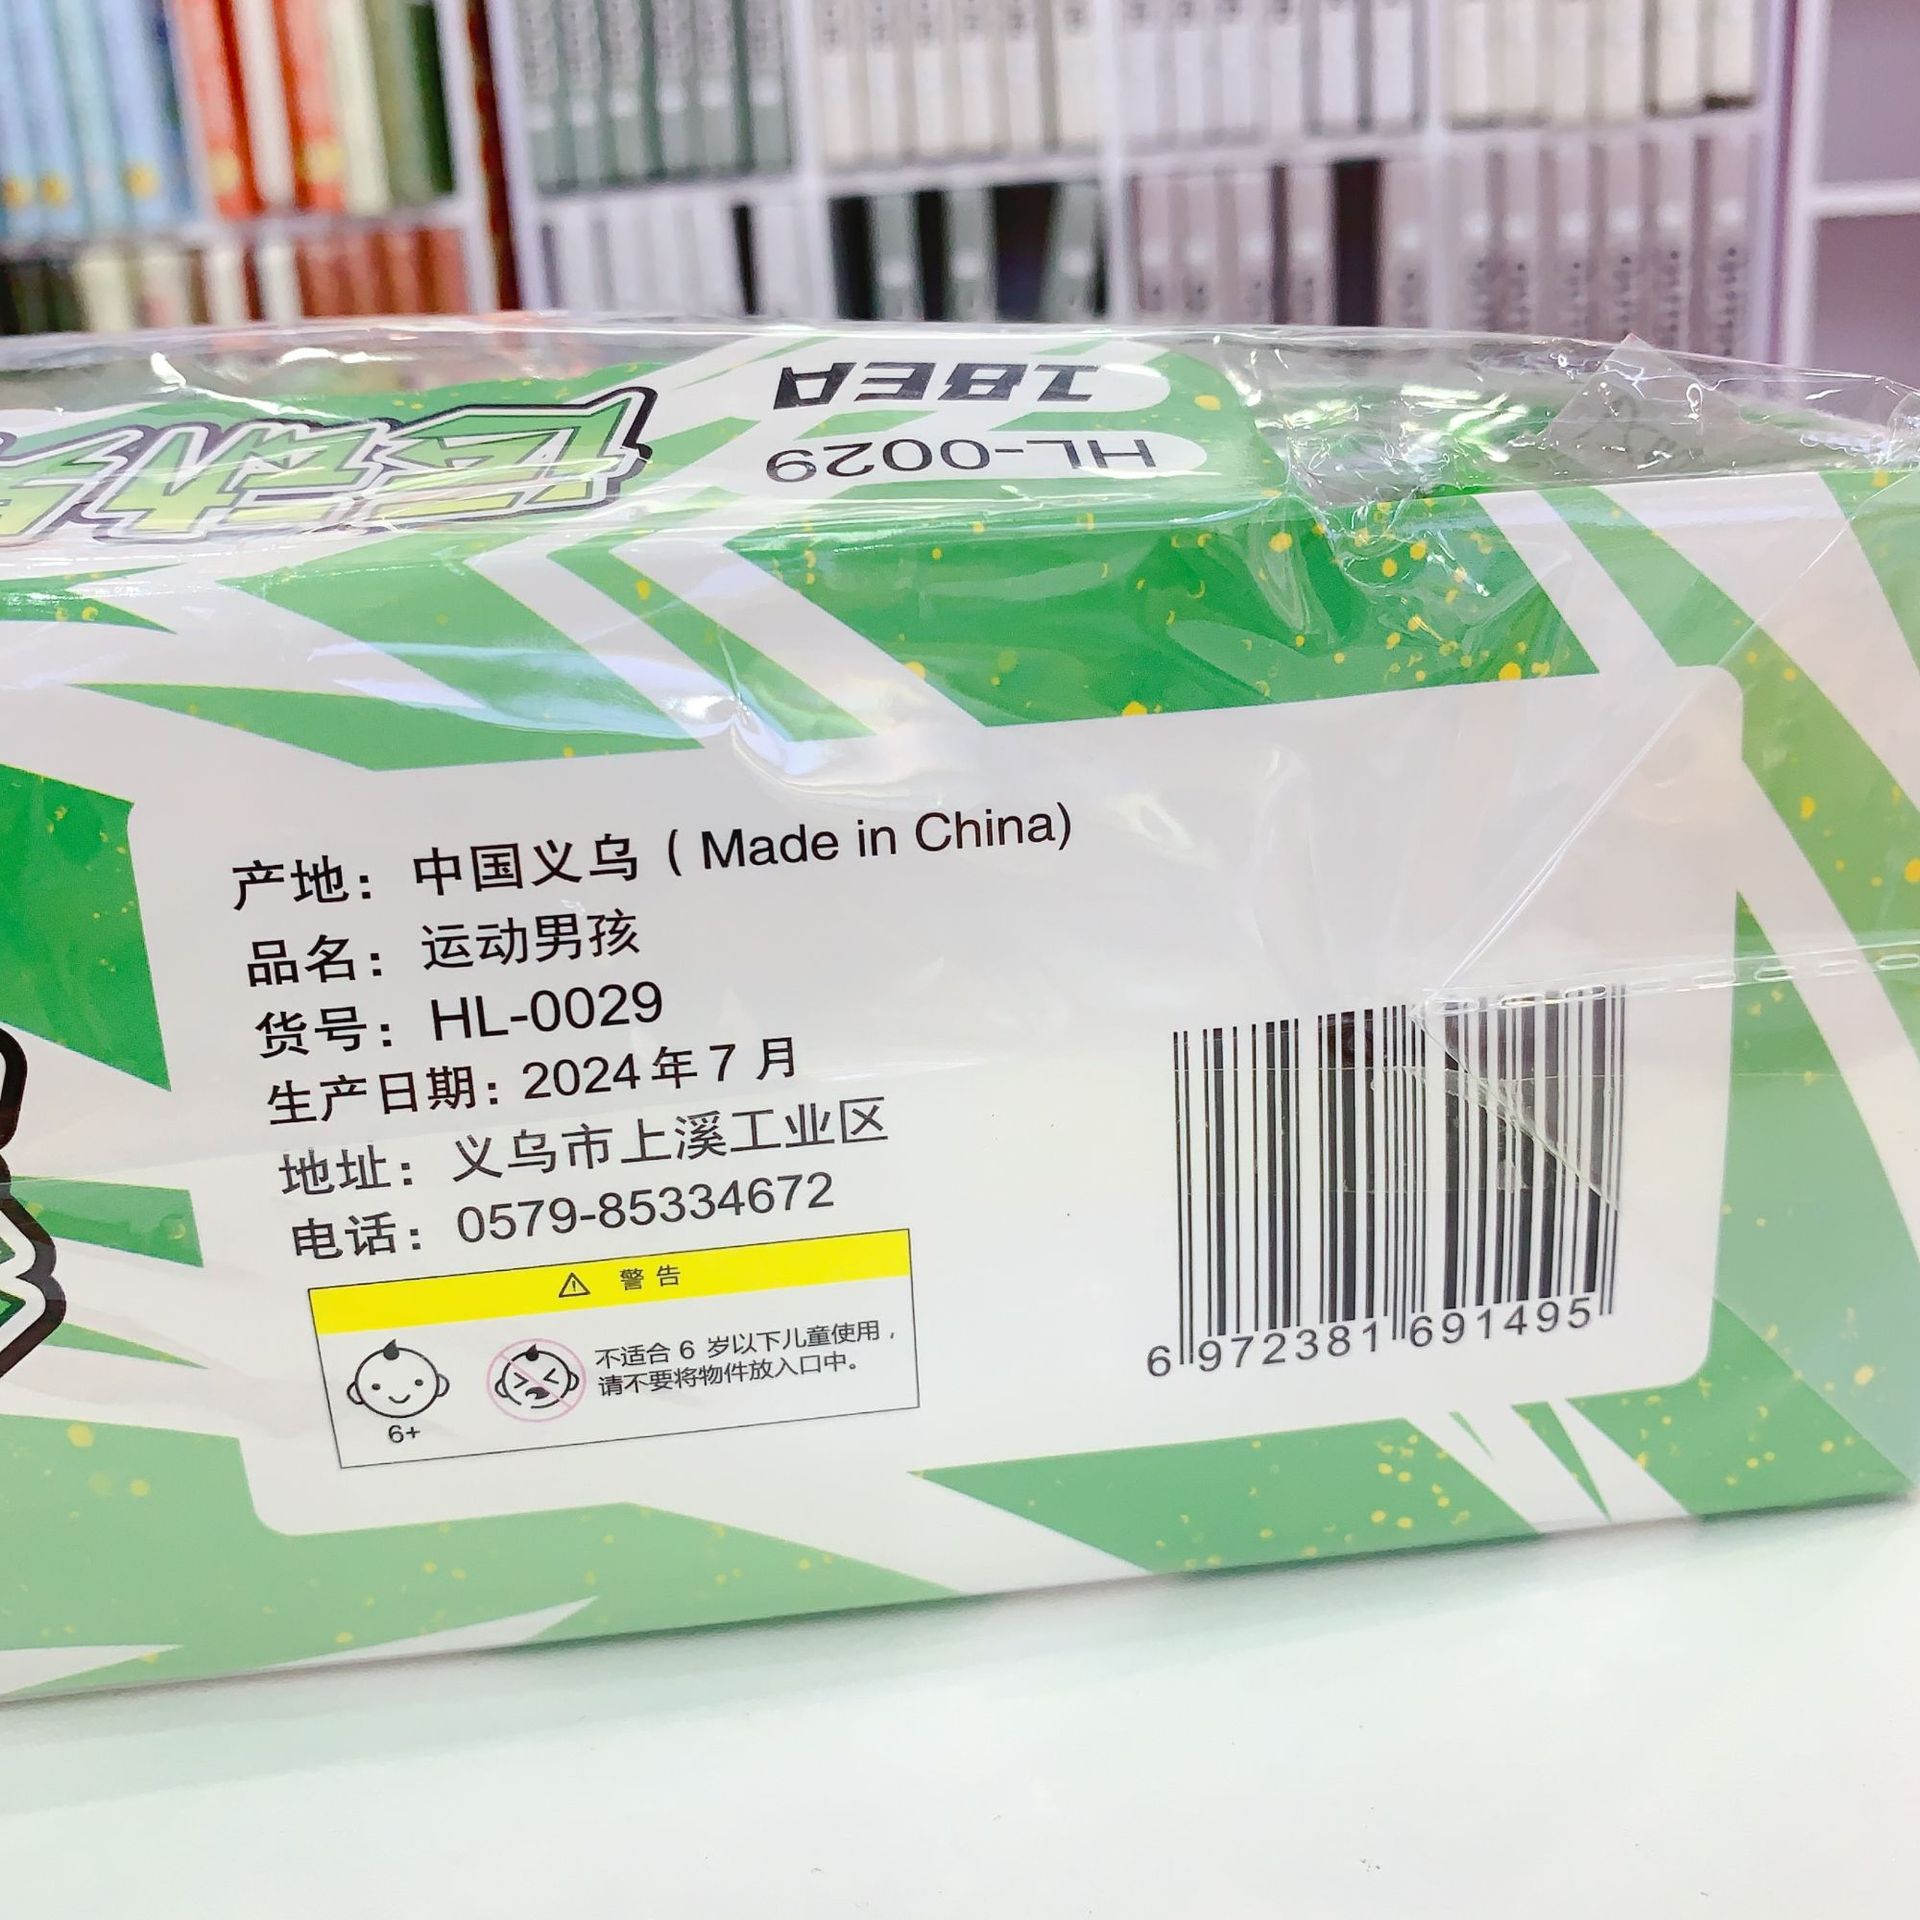 18EA
HL-0029
产地：中国义乌 ( Made in China)
品名：运动男孩
货号：HL-0029
生产日期：2024年7月
地址：义乌市上溪工业区
电话：0579-85334672
警告
不适合 6 岁以下儿童使用，
请不要将物件放入口中。
6+
6 972381 691495